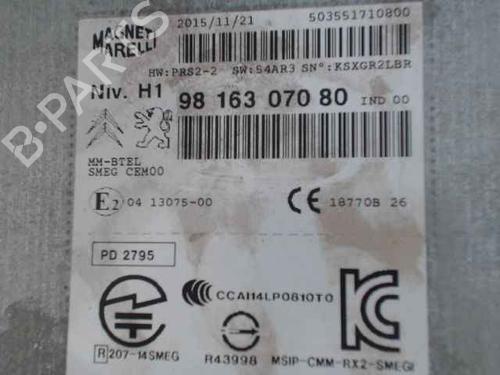 MAGNETI MARELLI
2015/11/21
503551710800
HW:PRS2-2 SW:S4AR3 SN°:KSXGR2LBR
Niv. H1
98 163 070 80 IND 00
MM-BTEL
SMEG CEM00
E2 04 13075-00
CE 1877OB 26
PD 2795
CCAI14LP0810T0
KC
R 207-14SMEG
R43998
MSIP-CMM-RX2-SMEGI
B-PARTS